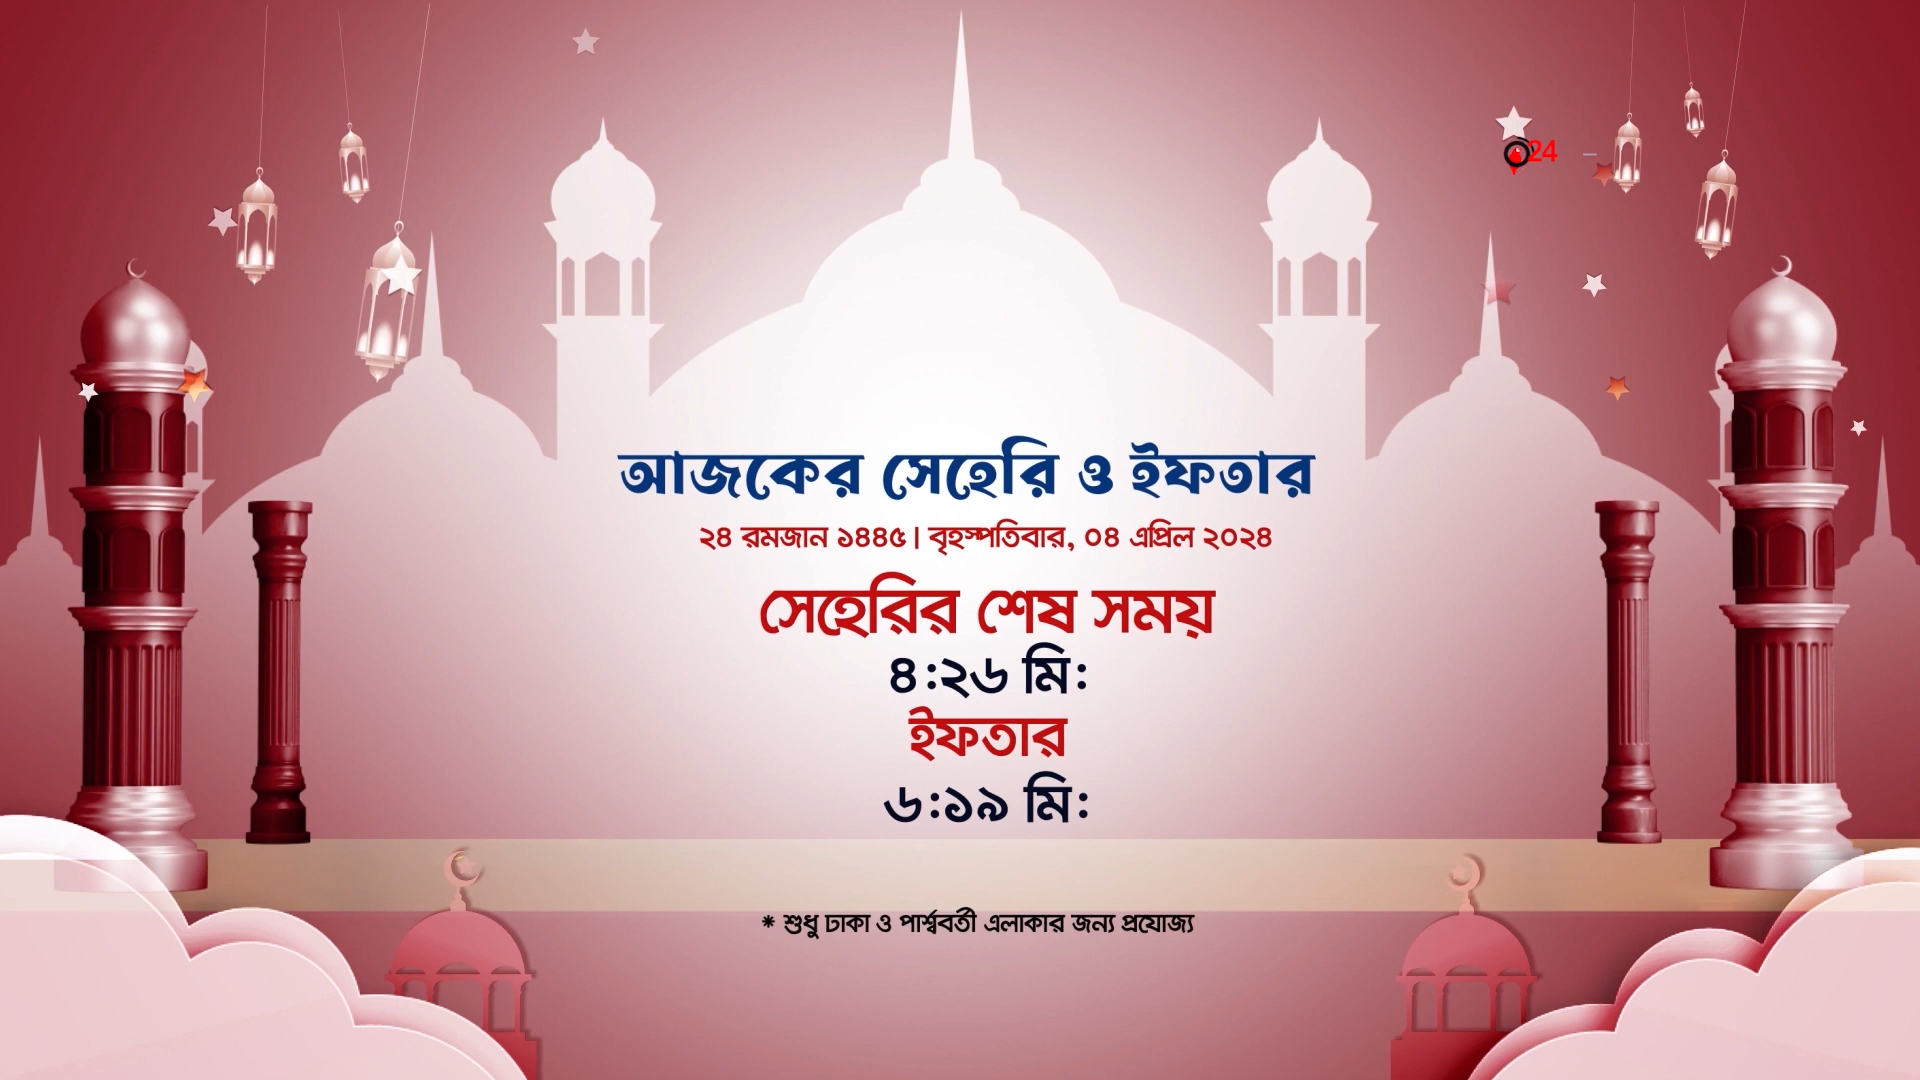 24
আজকের সেহেরি ও ইফতার
২৪ রমজান ১৪৪৫ | বৃহস্পতিবার, ০৪ এপ্রিল ২০২৪
সেহেরির শেষ সময়
৪:২৬ মি:
ইফতার
৬:১৯ মি:
* শুধু ঢাকা ও পার্শ্ববর্তী এলাকার জন্য প্রযোজ্য